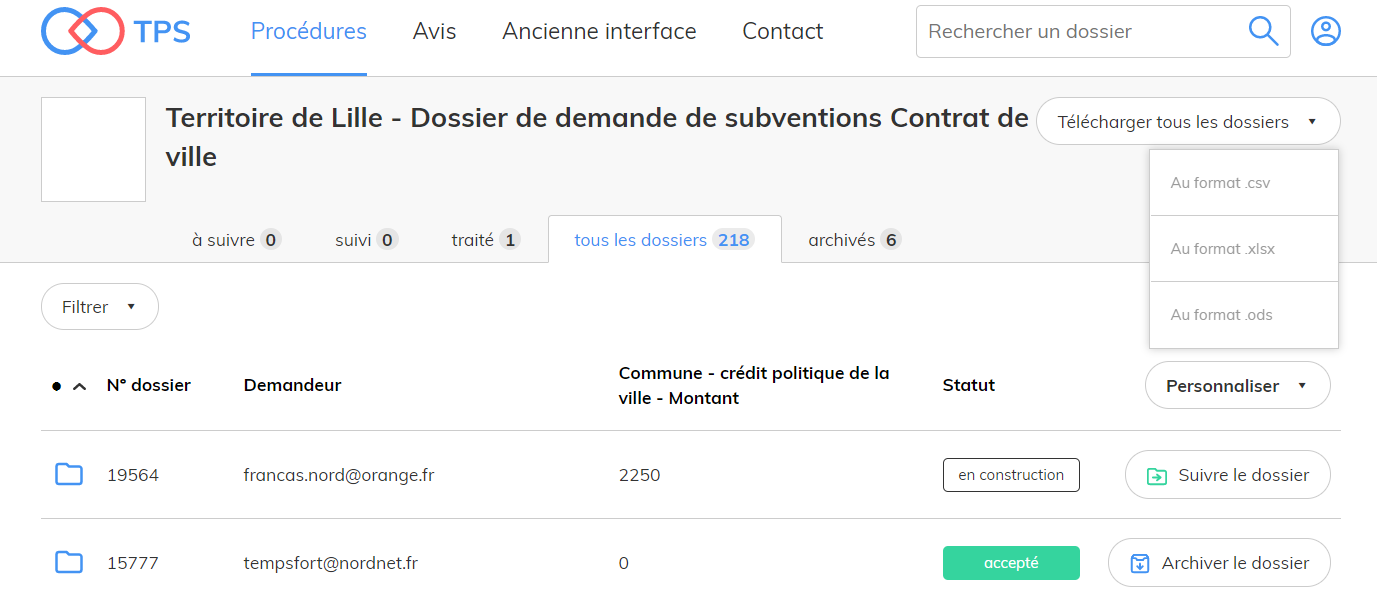 TPS
Procédures
Avis
Ancienne interface
Contact
Rechercher un dossier
Territoire de Lille - Dossier de demande de subventions Contrat de
ville
Télécharger tous les dossiers
Au format .csv
Au format .xlsx
Au format .ods
à suivre 0
suivi 0
traité 1
tous les dossiers 218
archivés 6
Filtrer
N° dossier
Demandeur
Commune - crédit politique de la
ville - Montant
Statut
Personnaliser
19564
francas.nord@orange.fr
2250
en construction
Suivre le dossier
15777
tempsfort@nordnet.fr
0
accepté
Archiver le dossier